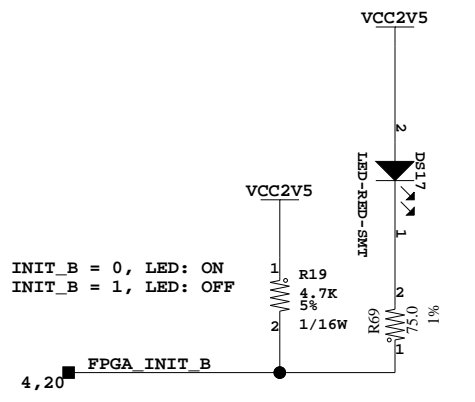 VCC2V5
2
DS17
LED-RED-SMT
1
VCC2V5
INIT_B = 0, LED: ON
INIT_B = 1, LED: OFF
1
R19
4.7K
5%
1/16W
2
2
R69
75.0
1%
1
FPGA_INIT_B
4,20